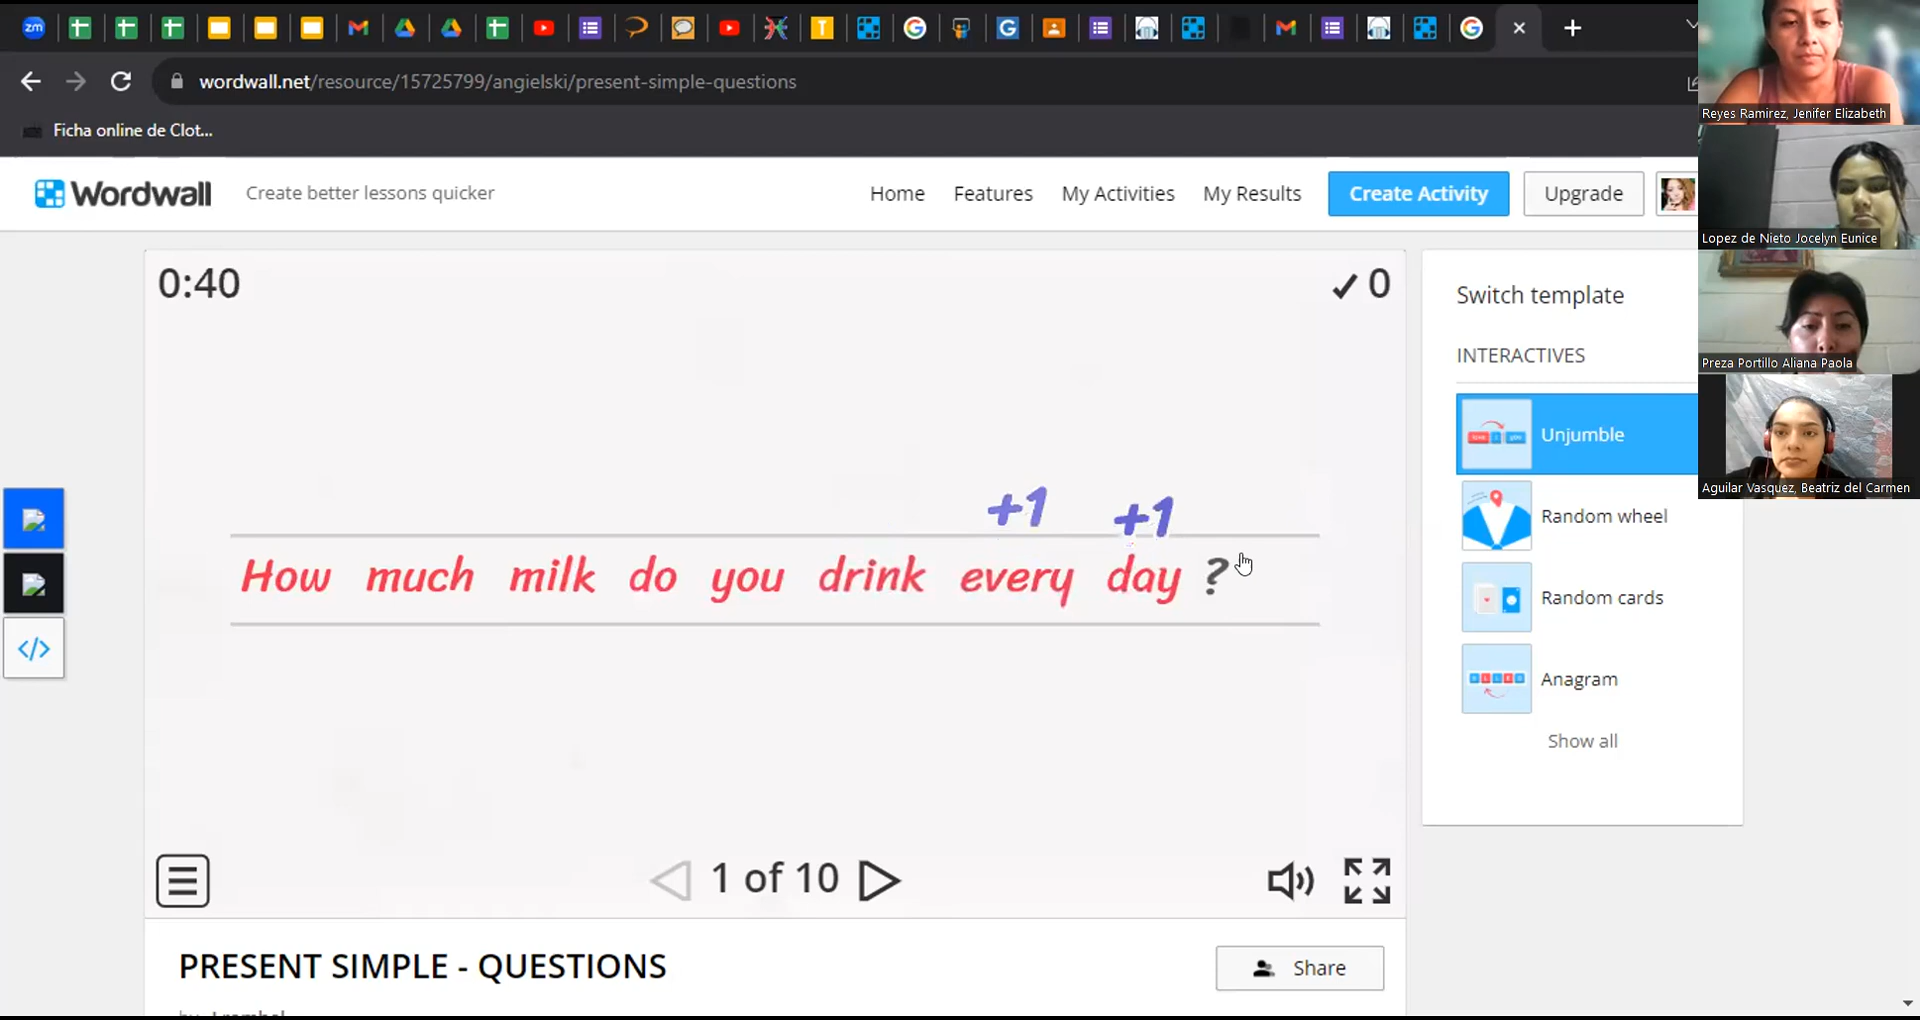 zm
T
G
wordwall.net/resource/15725799/angielski/present-simple-questions
Ficha online de Clot...
Wordwall
Create better lessons quicker
Home
Features
My Activities
My Results
Create Activity
Upgrade
0:40
0
+1 +1
How much milk do you drink every day ?
1 of 10
PRESENT SIMPLE - QUESTIONS
Share
Switch template
INTERACTIVES
Unjumble
Random wheel
Random cards
Anagram
Show all
</>
Reyes Ramirez, Jenifer Elizabeth
Lopez de Nieto Jocelyn Eunice
Preza Portillo Aliana Paola
Aguilar Vasquez, Beatriz del Carmen